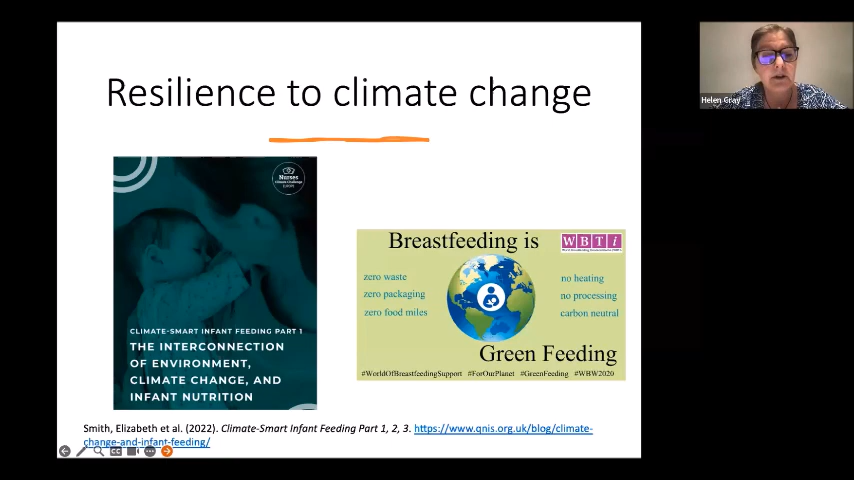 Resilience to climate change
Helen Gray
Nurses
CLIMATE-SMART INFANT FEEDING PART 1
THE INTERCONNECTION
OF ENVIRONMENT,
CLIMATE CHANGE, AND
INFANT NUTRITION
Breastfeeding is
WBTi
zero waste
zero packaging
zero food miles
no heating
no processing
carbon neutral
Green Feeding
#WorldOfBreastfeedingSupport #ForOurPlanet #GreenFeeding #WBW2020
Smith, Elizabeth et al. (2022). Climate-Smart Infant Feeding Part 1, 2, 3. https://www.qnis.org.uk/blog/climate-
change-and-infant-feeding/